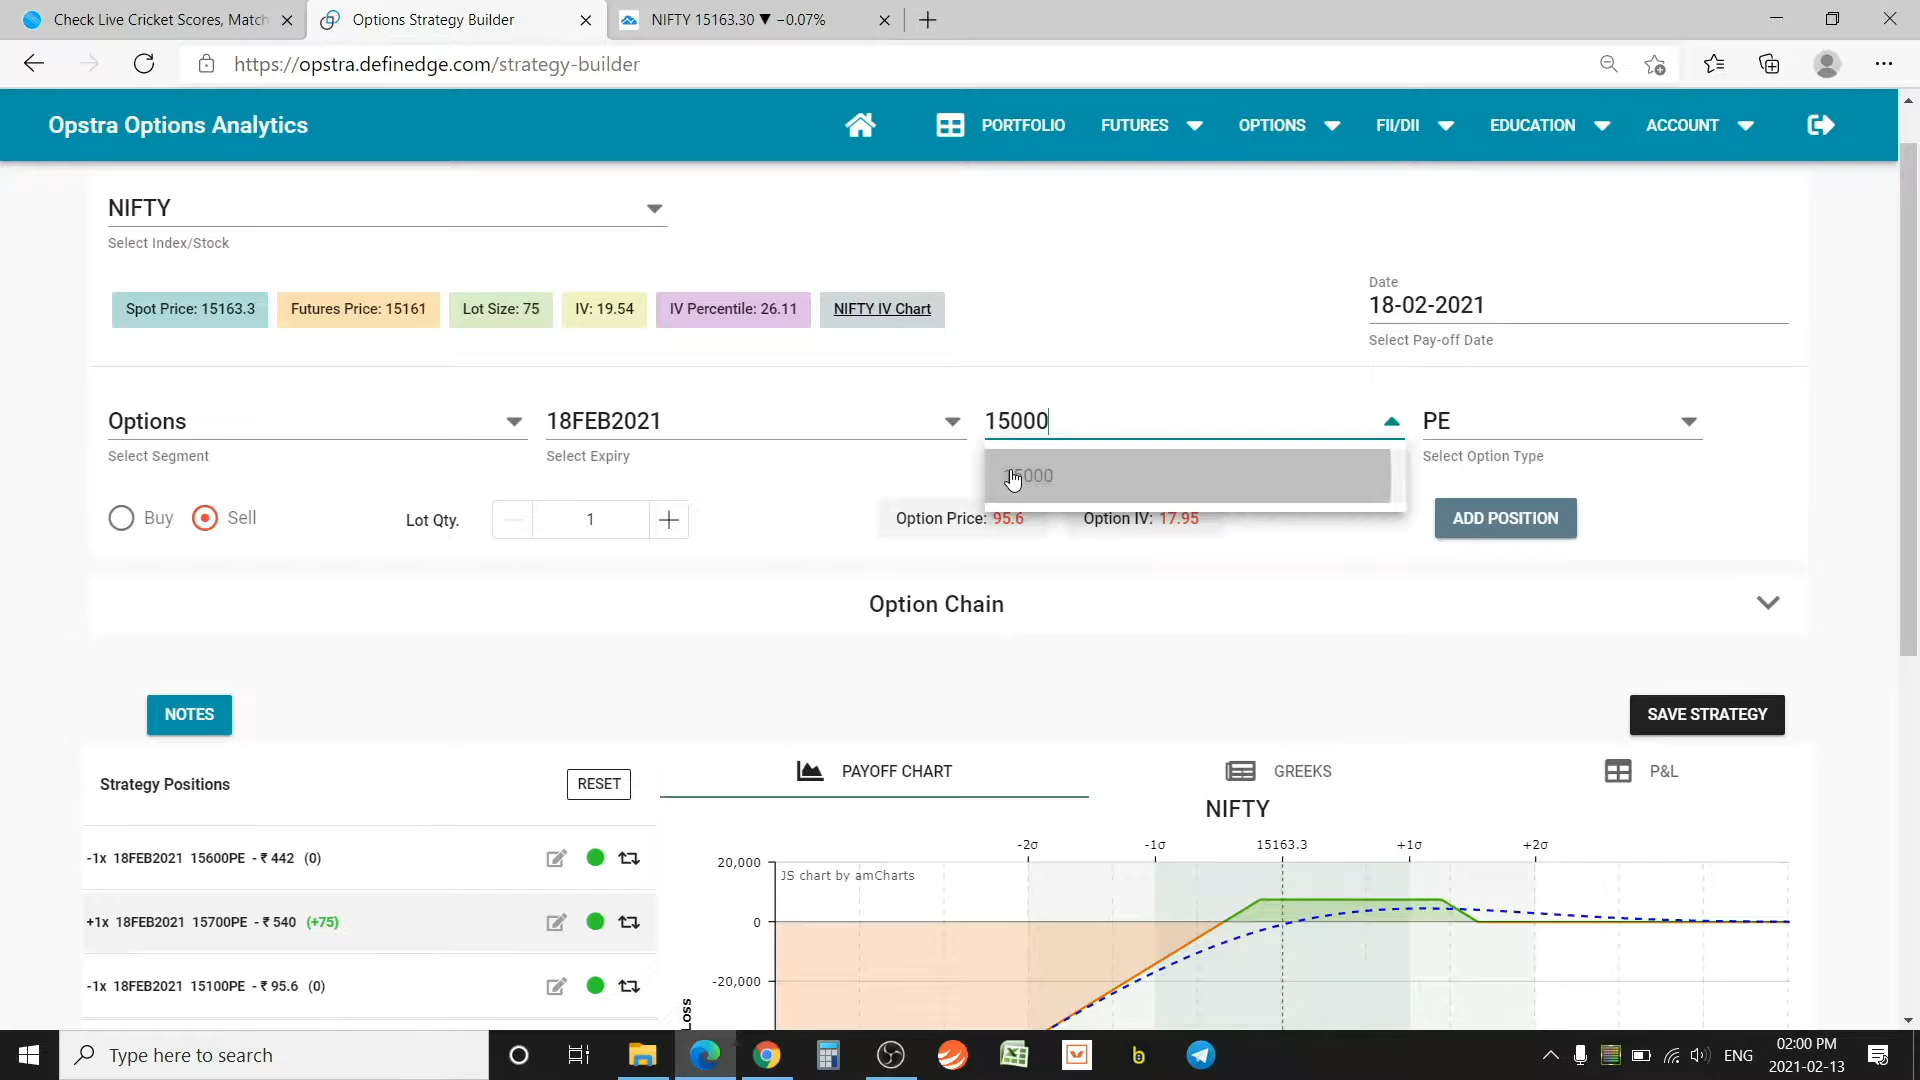 Check Live Cricket Scores, Match
Options Strategy Builder
NIFTY 15163.30 ▼ −0.07%
https://opstra.definedge.com/strategy-builder
Opstra Options Analytics
PORTFOLIO
FUTURES
OPTIONS
FII/DII
EDUCATION
ACCOUNT
NIFTY
Select Index/Stock
Spot Price: 15163.3
Futures Price: 15161
Lot Size: 75
IV: 19.54
IV Percentile: 26.11
NIFTY IV Chart
Date
18-02-2021
Select Pay-off Date
Options
Select Segment
18FEB2021
Select Expiry
15000
15000
PE
Select Option Type
Buy
Sell
Lot Qty.
1
Option Price: 95.6
Option IV: 17.95
ADD POSITION
Option Chain
NOTES
SAVE STRATEGY
Strategy Positions
RESET
-1x 18FEB2021 15600PE - ₹ 442 (0)
+1x 18FEB2021 15700PE - ₹ 540 (+75)
-1x 18FEB2021 15100PE - ₹ 95.6 (0)
PAYOFF CHART
GREEKS
P&L
NIFTY
-2σ
-1σ
15163.3
+1σ
+2σ
20,000
JS chart by amCharts
0
-20,000
Loss
Type here to search
ENG
02:00 PM
2021-02-13